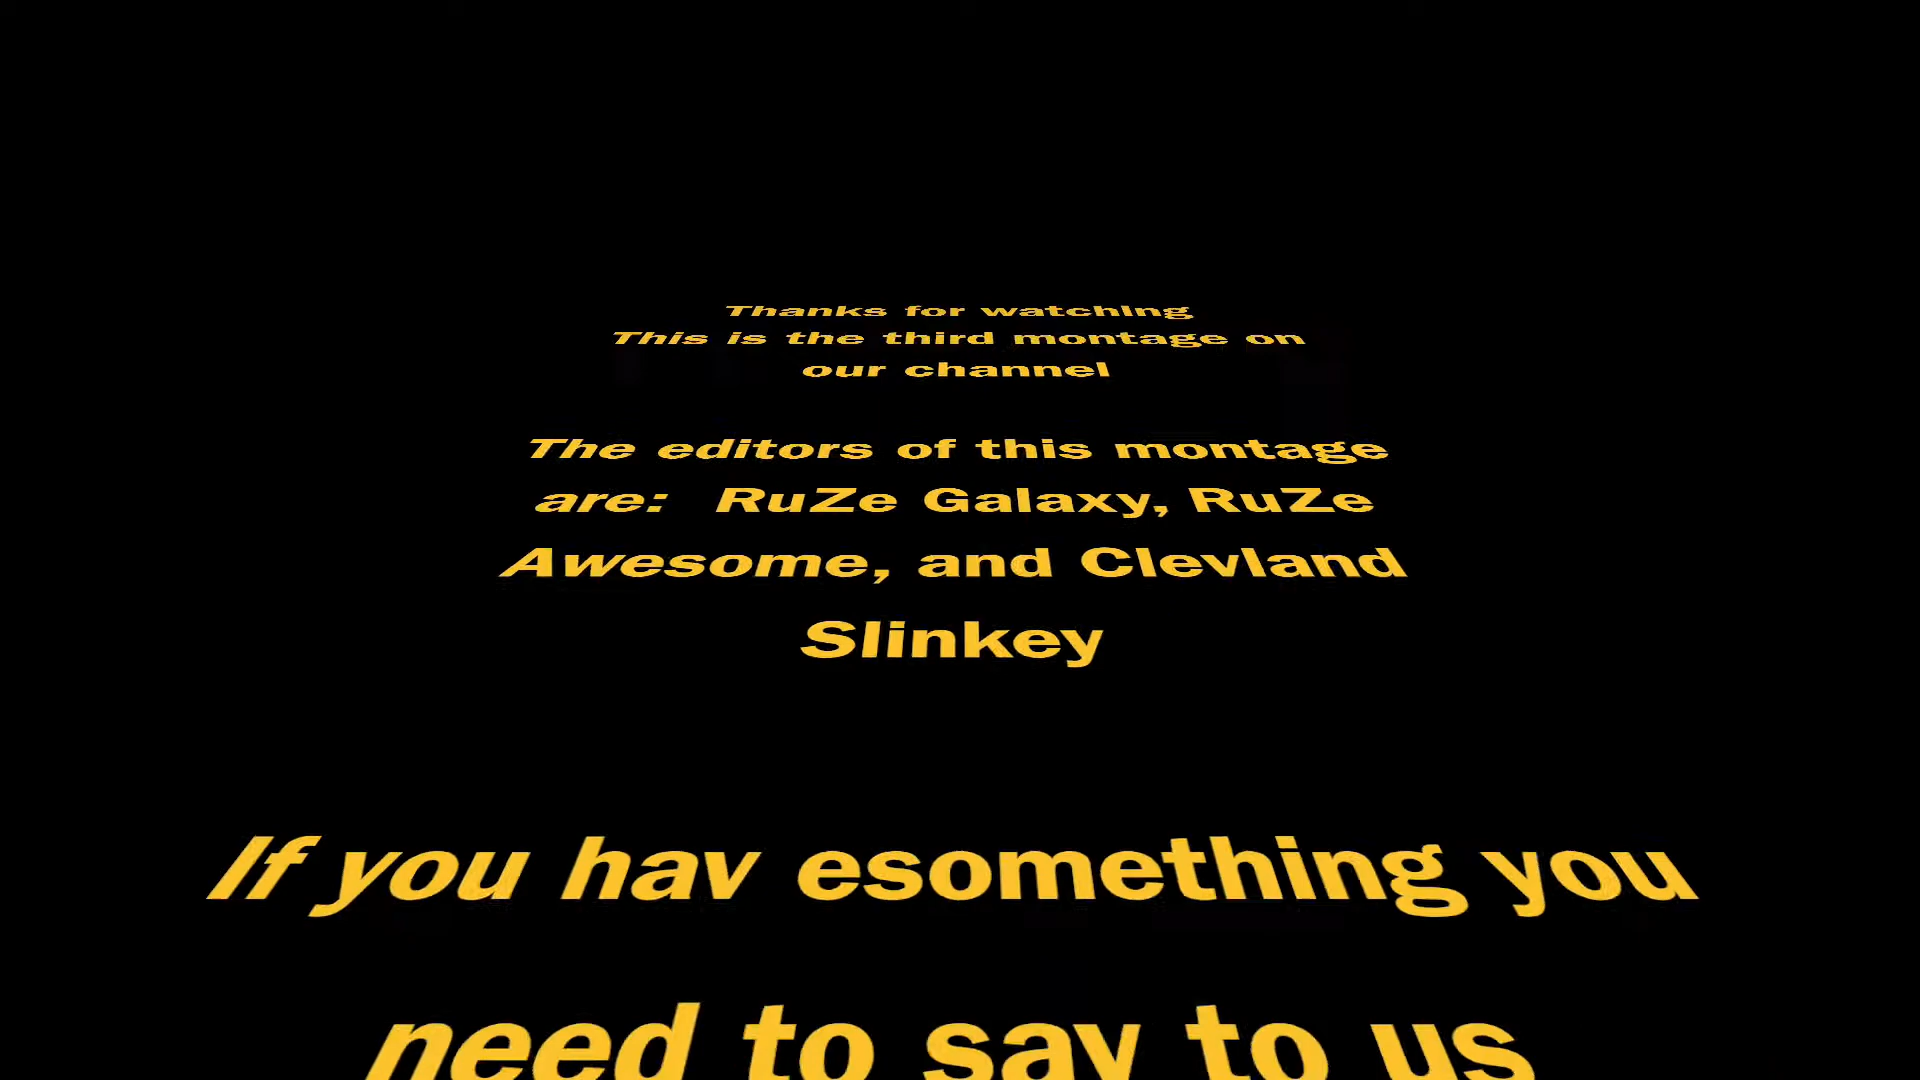 Thanks for watching
This is the third montage on
our channel
The editors of this montage
are: RuZe Galaxy, RuZe
Awesome, and Clevland
Slinkey
If you hav esomething you
need to say to us